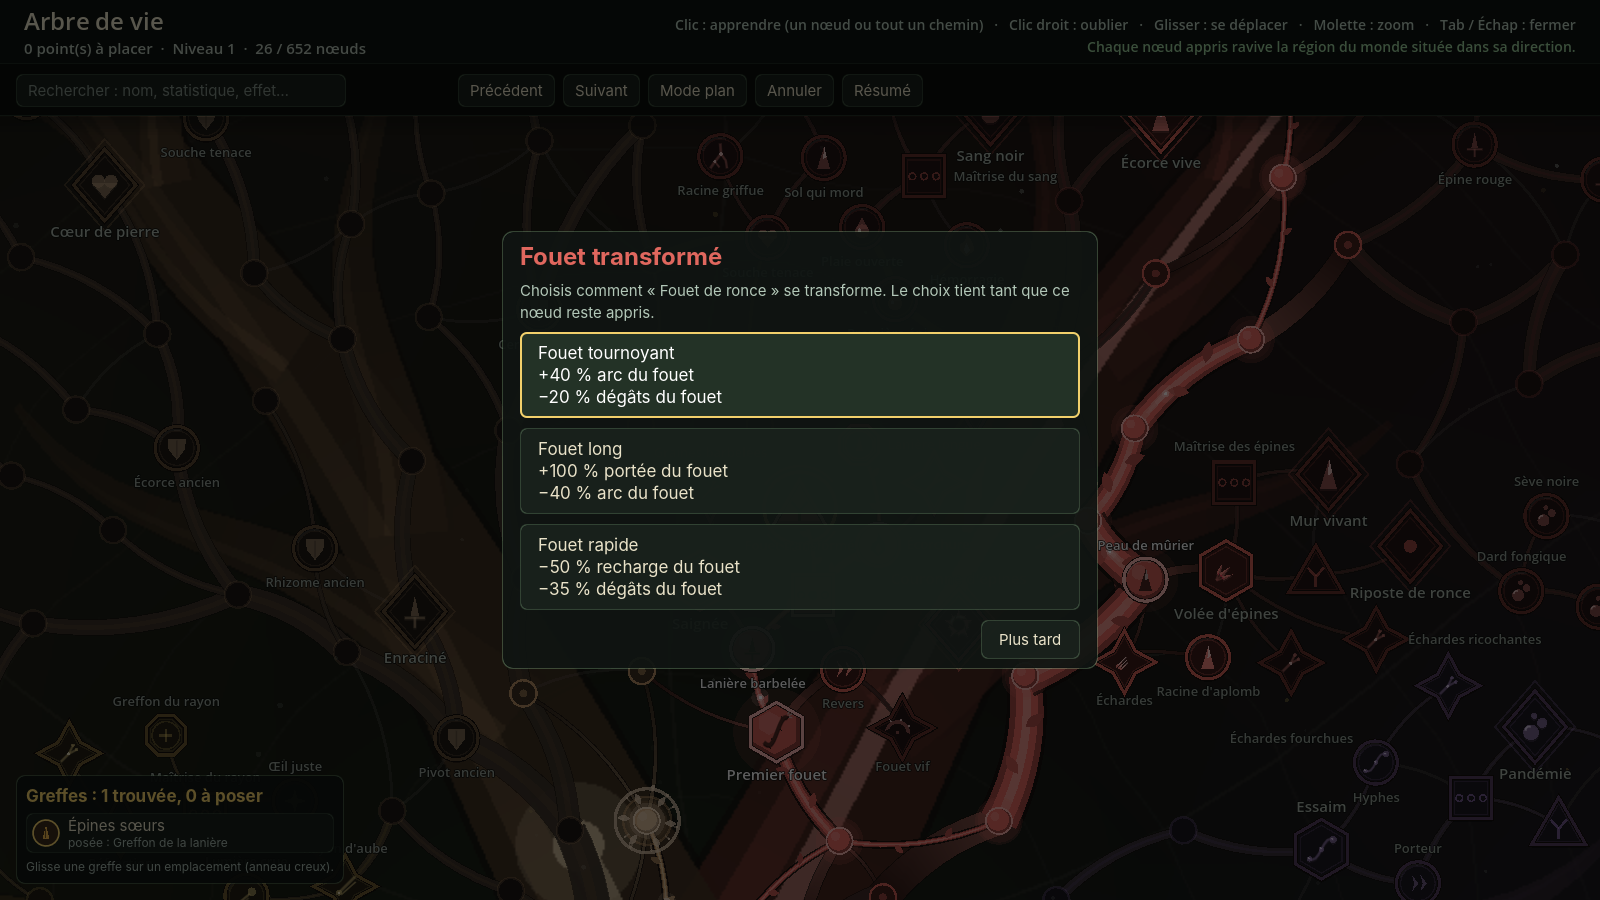 Arbre de vie
0 point(s) à placer · Niveau 1 · 26 / 652 nœuds
Clic : apprendre (un nœud ou tout un chemin) · Clic droit : oublier · Glisser : se déplacer · Molette : zoom · Tab / Échap : fermer
Chaque nœud appris ravive la région du monde située dans sa direction.
Rechercher : nom, statistique, effet...
Précédent
Suivant
Mode plan
Annuler
Résumé
Souche tenace
Cœur de pierre
Racine griffue
Sol qui mord
Sang noir
Maîtrise du sang
Écorce vive
Épine rouge
Fouet transformé
Choisis comment « Fouet de ronce » se transforme. Le choix tient tant que ce
nœud reste appris.
Fouet tournoyant
+40 % arc du fouet
−20 % dégâts du fouet
Fouet long
+100 % portée du fouet
−40 % arc du fouet
Fouet rapide
−50 % recharge du fouet
−35 % dégâts du fouet
Plus tard
Écorce ancien
Rhizome ancien
Enraciné
Maîtrise des épines
Mur vivant
Sève noire
Peau de mûrier
Dard fongique
Volée d'épines
Riposte de ronce
Échardes ricochantes
Échardes
Racine d'aplomb
Lanière barbelée
Revers
Premier fouet
Fouet vif
Greffon du rayon
Œil juste
Pivot ancien
Échardes fourchues
Hyphes
Pandémie
Essaim
Porteur
Greffes : 1 trouvée, 0 à poser
Épines sœurs
posée : Greffon de la lanière
Glisse une greffe sur un emplacement (anneau creux).
d'aube